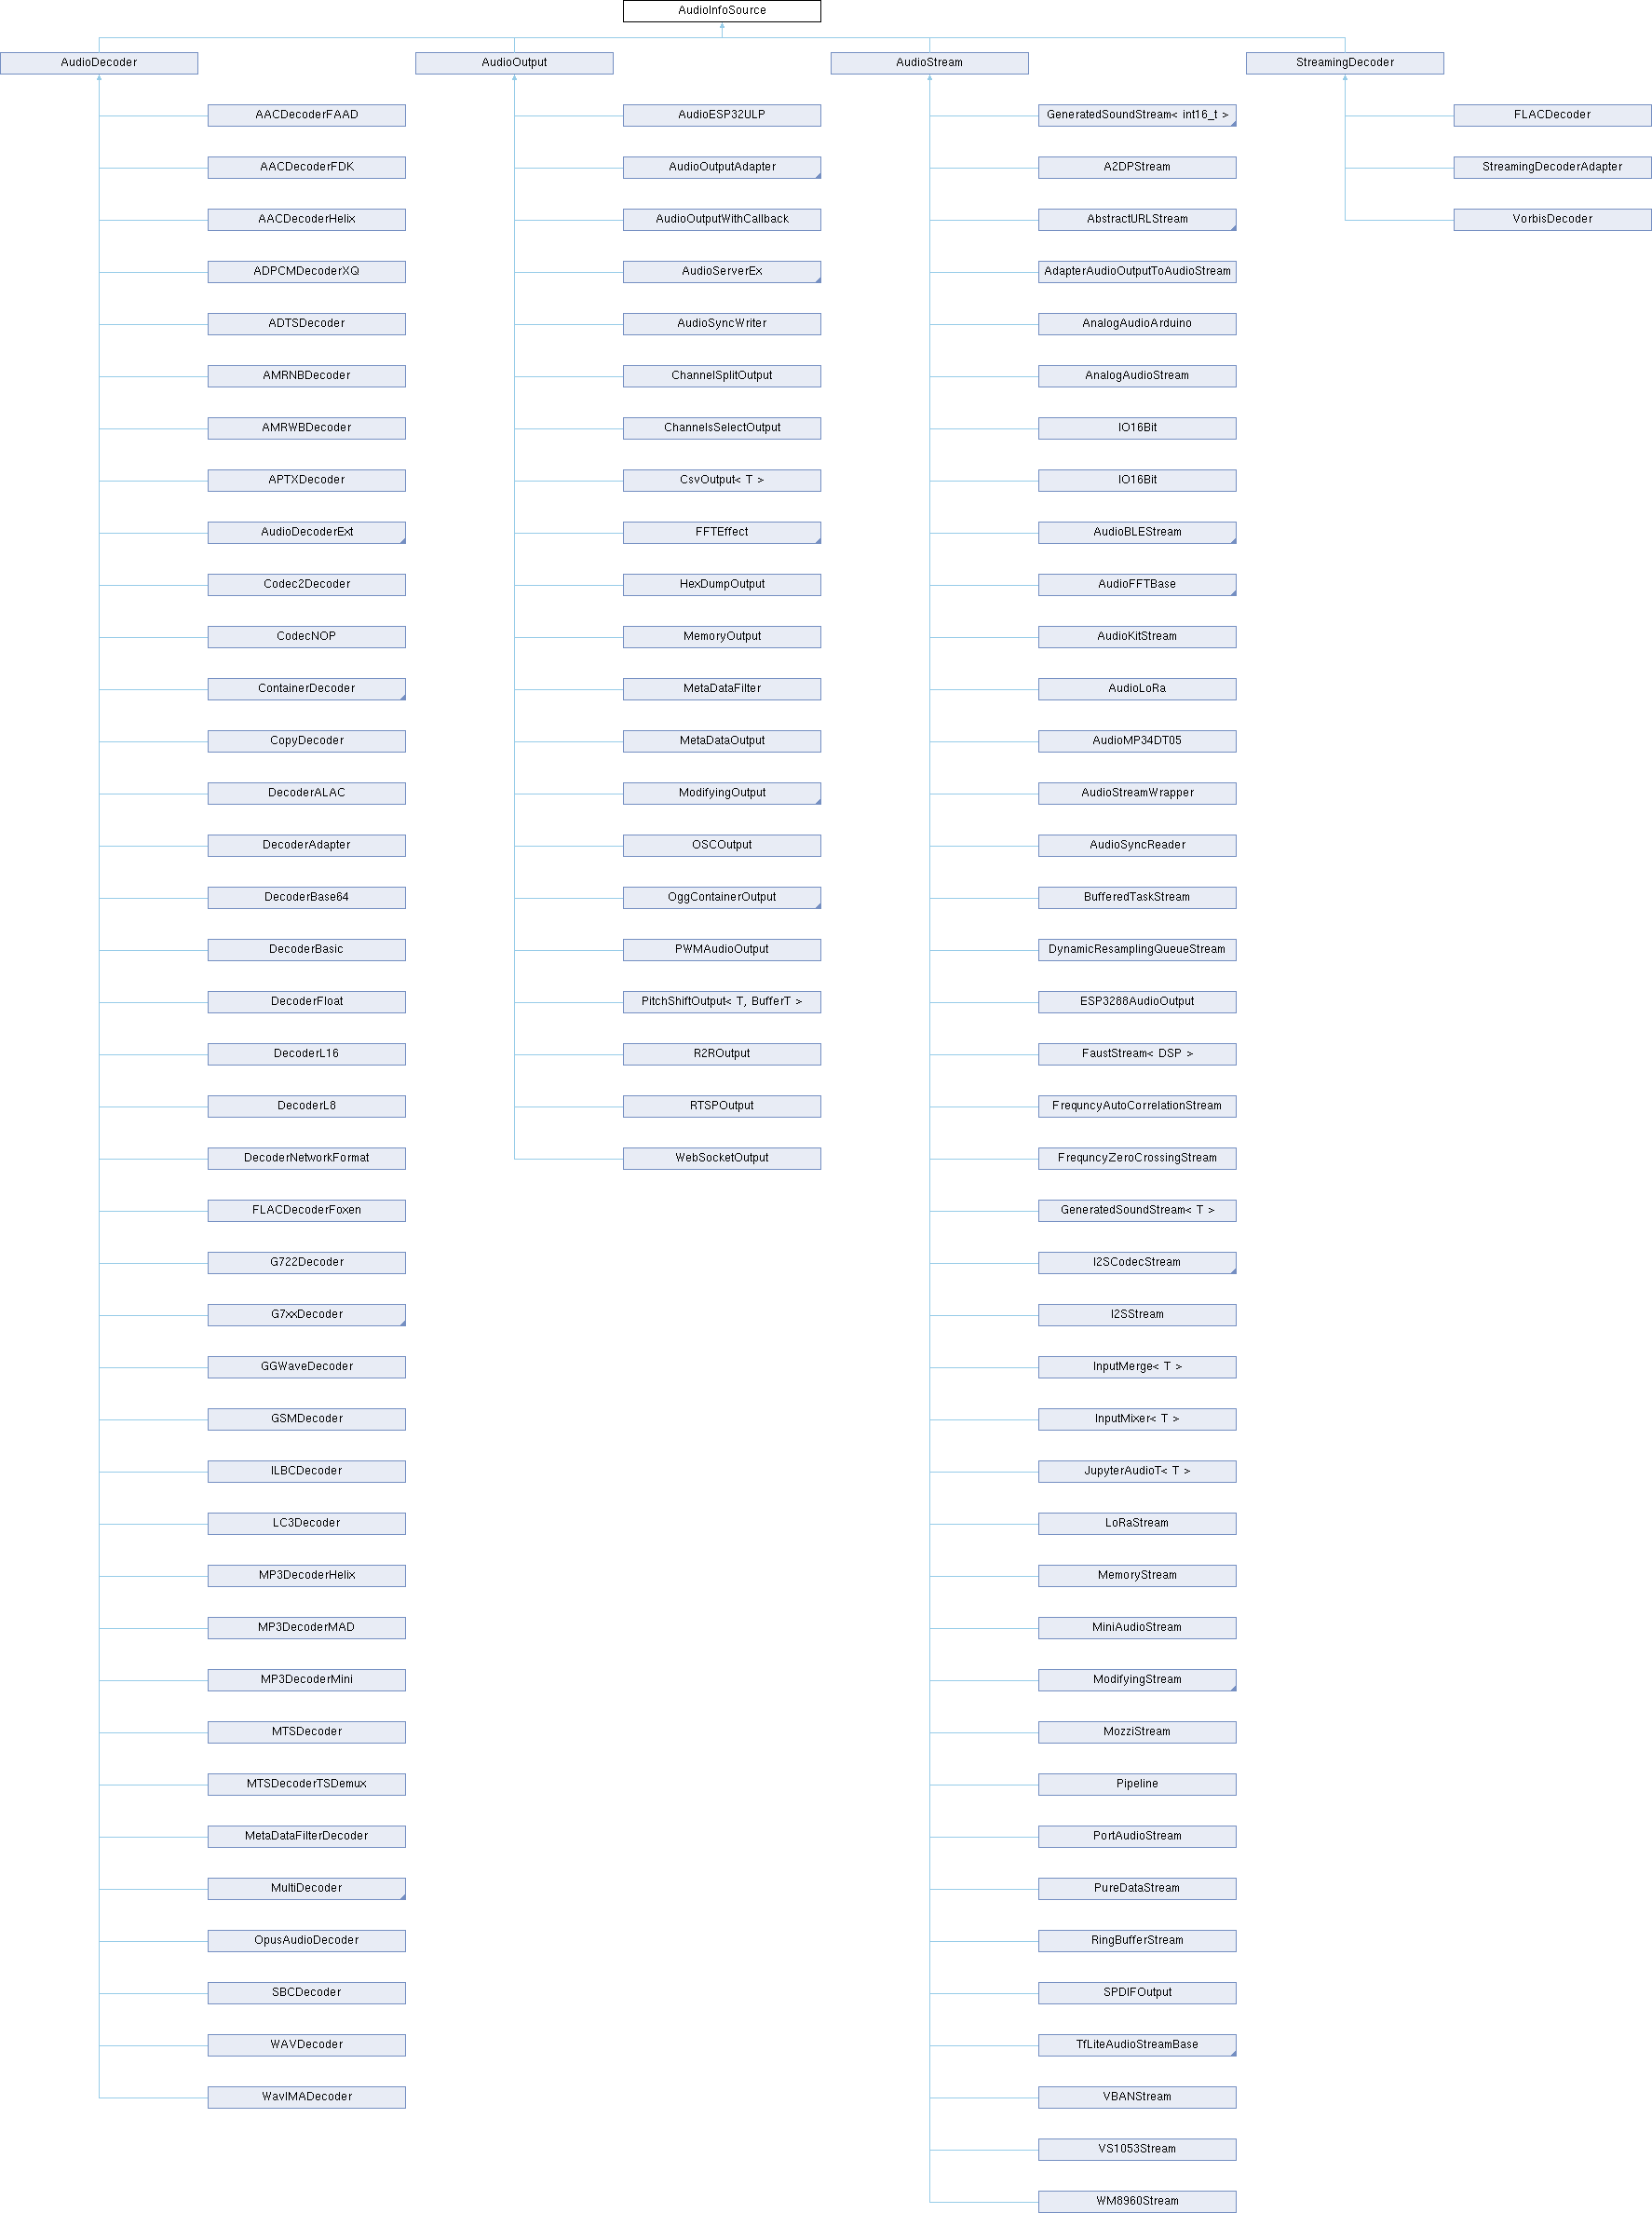 AudioInfoSource
AudioDecoder
AudioOutput
AudioStream
StreamingDecoder
AACDecoderFAAD
AACDecoderFDK
AACDecoderHelix
ADPCMDecoderXQ
ADTSDecoder
AMRNBDecoder
AMRWBDecoder
APTXDecoder
AudioDecoderExt
Codec2Decoder
CodecNOP
ContainerDecoder
CopyDecoder
DecoderALAC
DecoderAdapter
DecoderBase64
DecoderBasic
DecoderFloat
DecoderL16
DecoderL8
DecoderNetworkFormat
FLACDecoderFoxen
G722Decoder
G7xxDecoder
GGWaveDecoder
GSMDecoder
ILBCDecoder
LC3Decoder
MP3DecoderHelix
MP3DecoderMAD
MP3DecoderMini
MTSDecoder
MTSDecoderTSDemux
MetaDataFilterDecoder
MultiDecoder
OpusAudioDecoder
SBCDecoder
WAVDecoder
WavIMADecoder
AudioESP32ULP
AudioOutputAdapter
AudioOutputWithCallback
AudioServerEx
AudioSyncWriter
ChannelSplitOutput
ChannelsSelectOutput
CsvOutput< T >
FFTEffect
HexDumpOutput
MemoryOutput
MetaDataFilter
MetaDataOutput
ModifyingOutput
OSCOutput
OggContainerOutput
PWMAudioOutput
PitchShiftOutput< T, BufferT >
R2ROutput
RTSPOutput
WebSocketOutput
GeneratedSoundStream< int16_t >
A2DPStream
AbstractURLStream
AdapterAudioOutputToAudioStream
AnalogAudioArduino
AnalogAudioStream
IO16Bit
IO16Bit
AudioBLEStream
AudioFFTBase
AudioKitStream
AudioLoRa
AudioMP34DT05
AudioStreamWrapper
AudioSyncReader
BufferedTaskStream
DynamicResamplingQueueStream
ESP3288AudioOutput
FaustStream< DSP >
FrequncyAutoCorrelationStream
FrequncyZeroCrossingStream
GeneratedSoundStream< T >
I2SCodecStream
I2SStream
InputMerge< T >
InputMixer< T >
JupyterAudioT< T >
LoRaStream
MemoryStream
MiniAudioStream
ModifyingStream
MozziStream
Pipeline
PortAudioStream
PureDataStream
RingBufferStream
SPDIFOutput
TfLiteAudioStreamBase
VBANStream
VS1053Stream
WM8960Stream
FLACDecoder
StreamingDecoderAdapter
VorbisDecoder